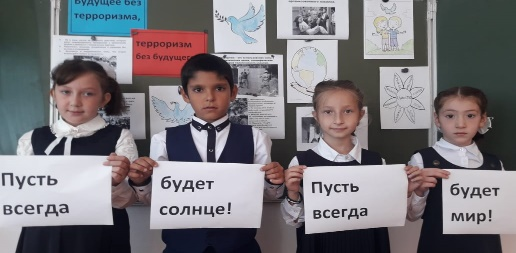 Будущее без
терроризма,
терроризм
без будущего
Пусть
всегда
будет
солнце!
Пусть
всегда
будет
мир!